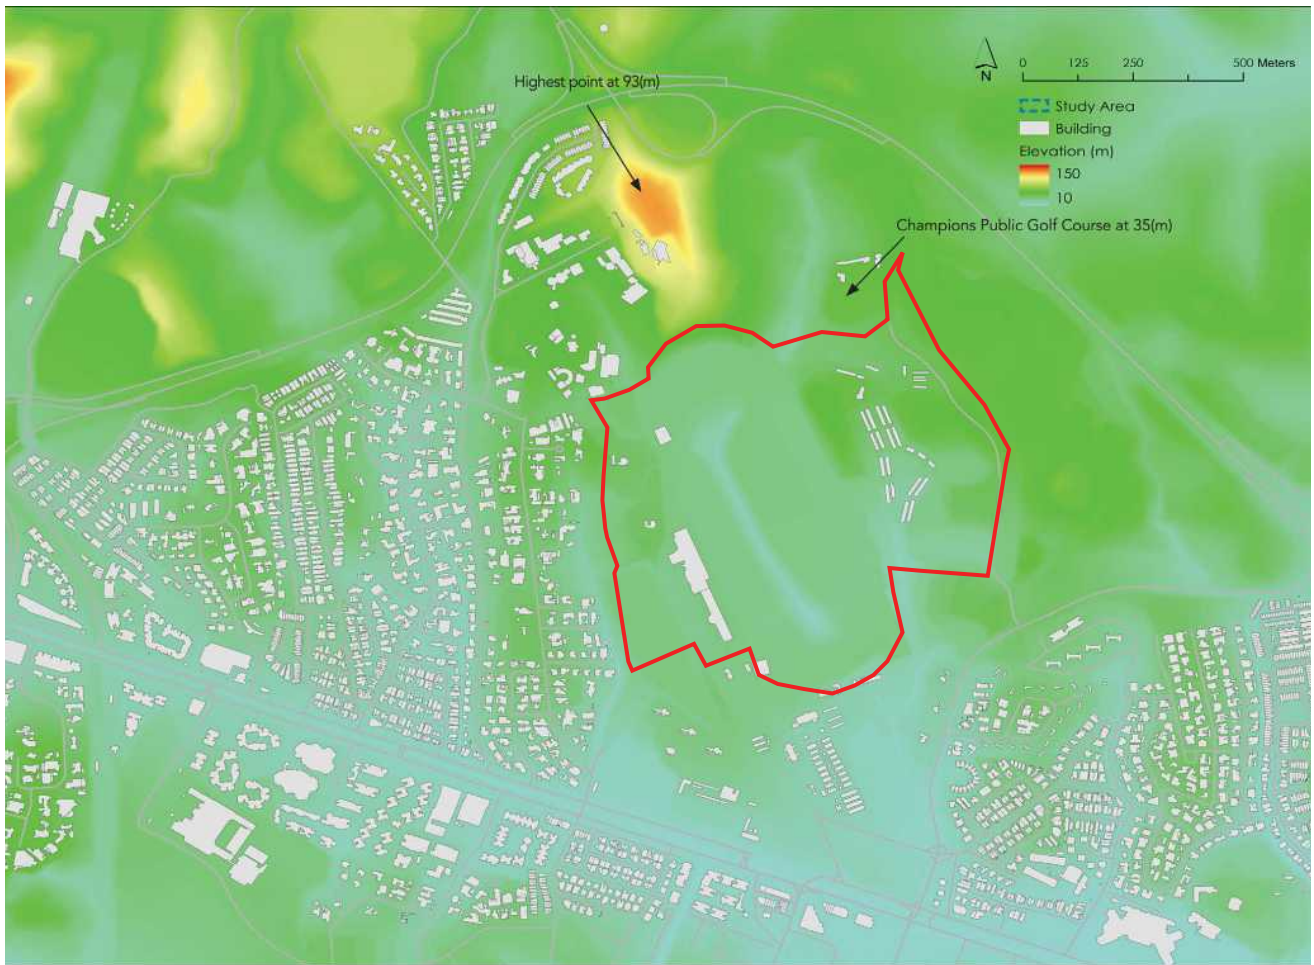 Highest point at 93(m)
N
0 125 250 500 Meters
Study Area
Building
Elevation (m)
150
10
Champions Public Golf Course at 35(m)